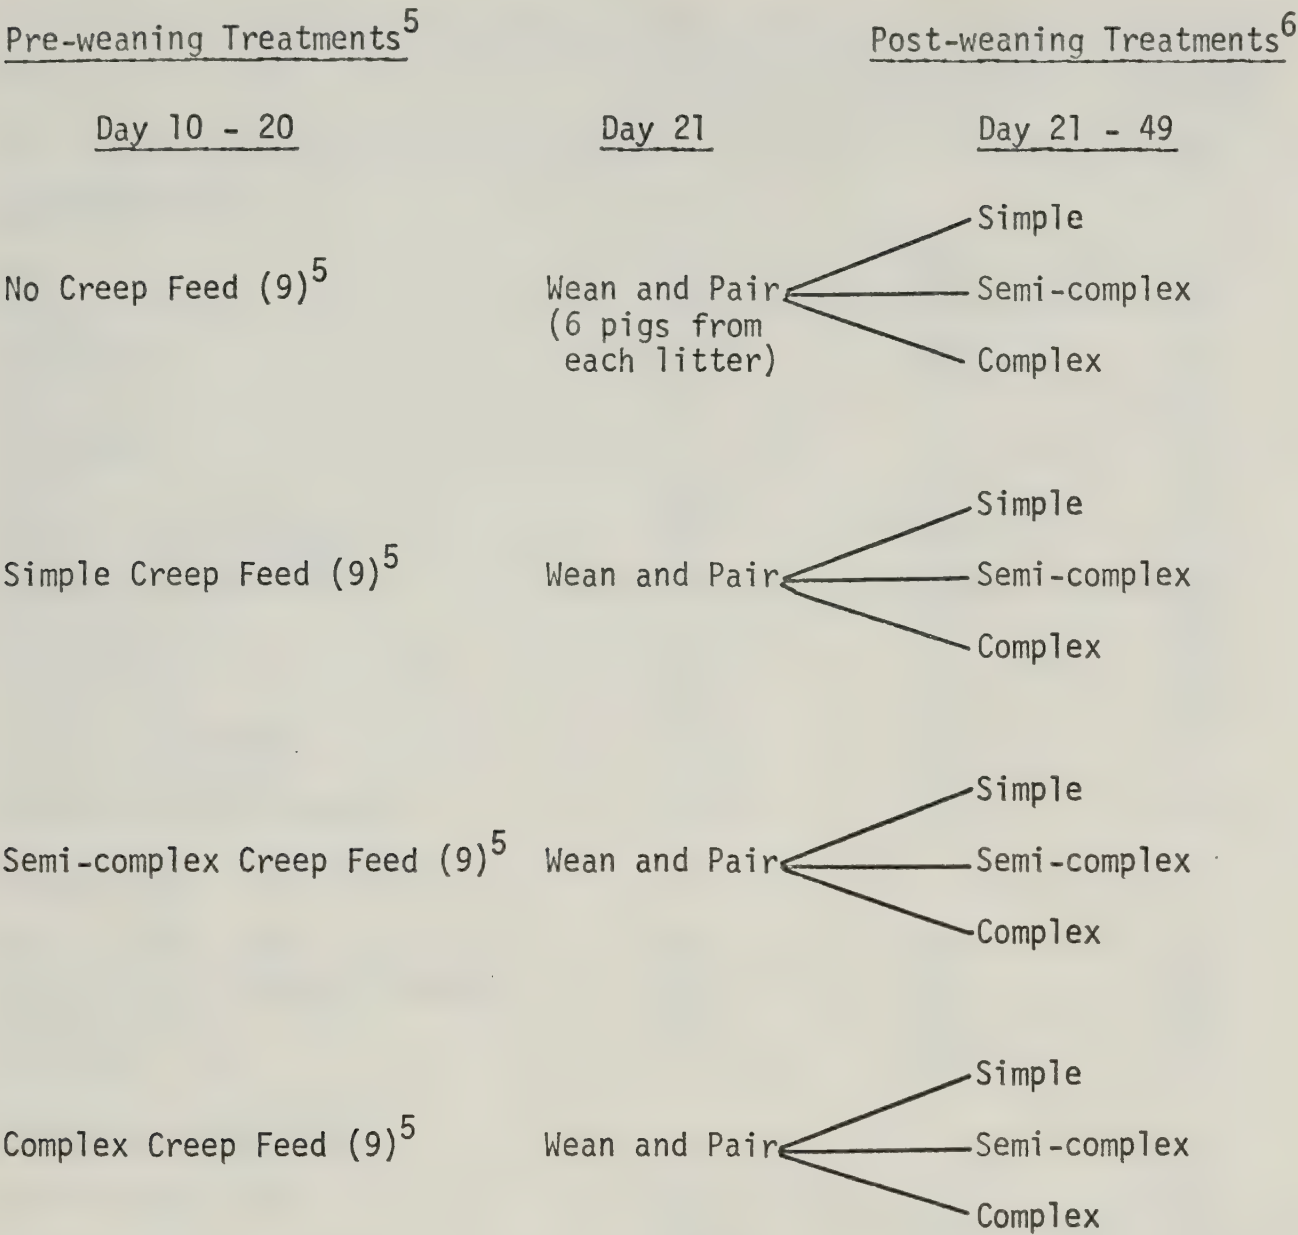 Pre-weaning Treatments5 Post-weaning Treatments6
Day 10 - 20 Day 21 Day 21 - 49
Simple
No Creep Feed (9)5 Wean and Pair Semi-complex
(6 pigs from
each litter)
Complex
Simple
Simple Creep Feed (9)5 Wean and Pair Semi-complex
Complex
Simple
Semi-complex Creep Feed (9)5 Wean and Pair Semi-complex
Complex
Simple
Complex Creep Feed (9)5 Wean and Pair Semi-complex
Complex